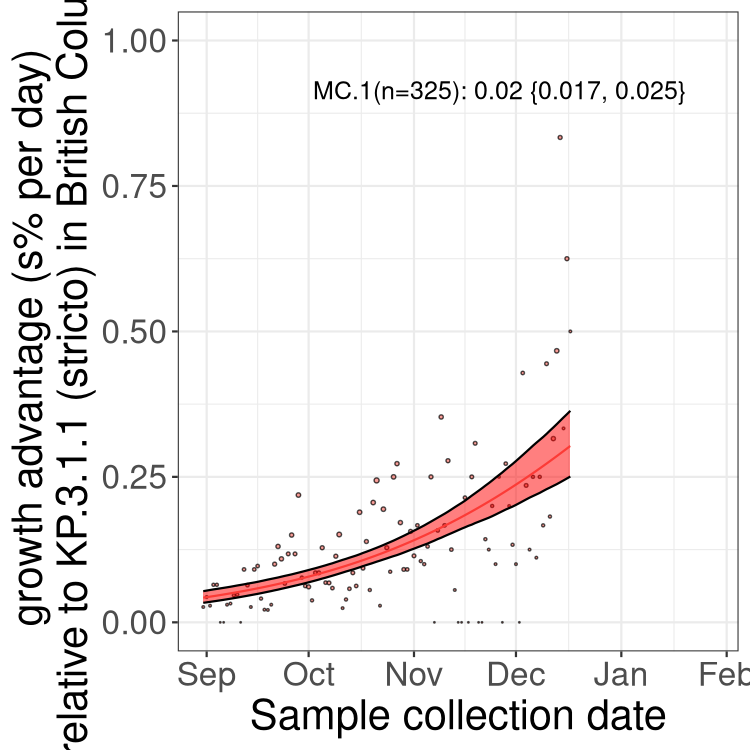 growth advantage (s% per day)
relative to KP.3.1.1 (stricto) in British Colu
1.00
0.75
0.50
0.25
0.00
MC.1(n=325): 0.02 {0.017, 0.025}
Sep Oct Nov Dec Jan Feb
Sample collection date